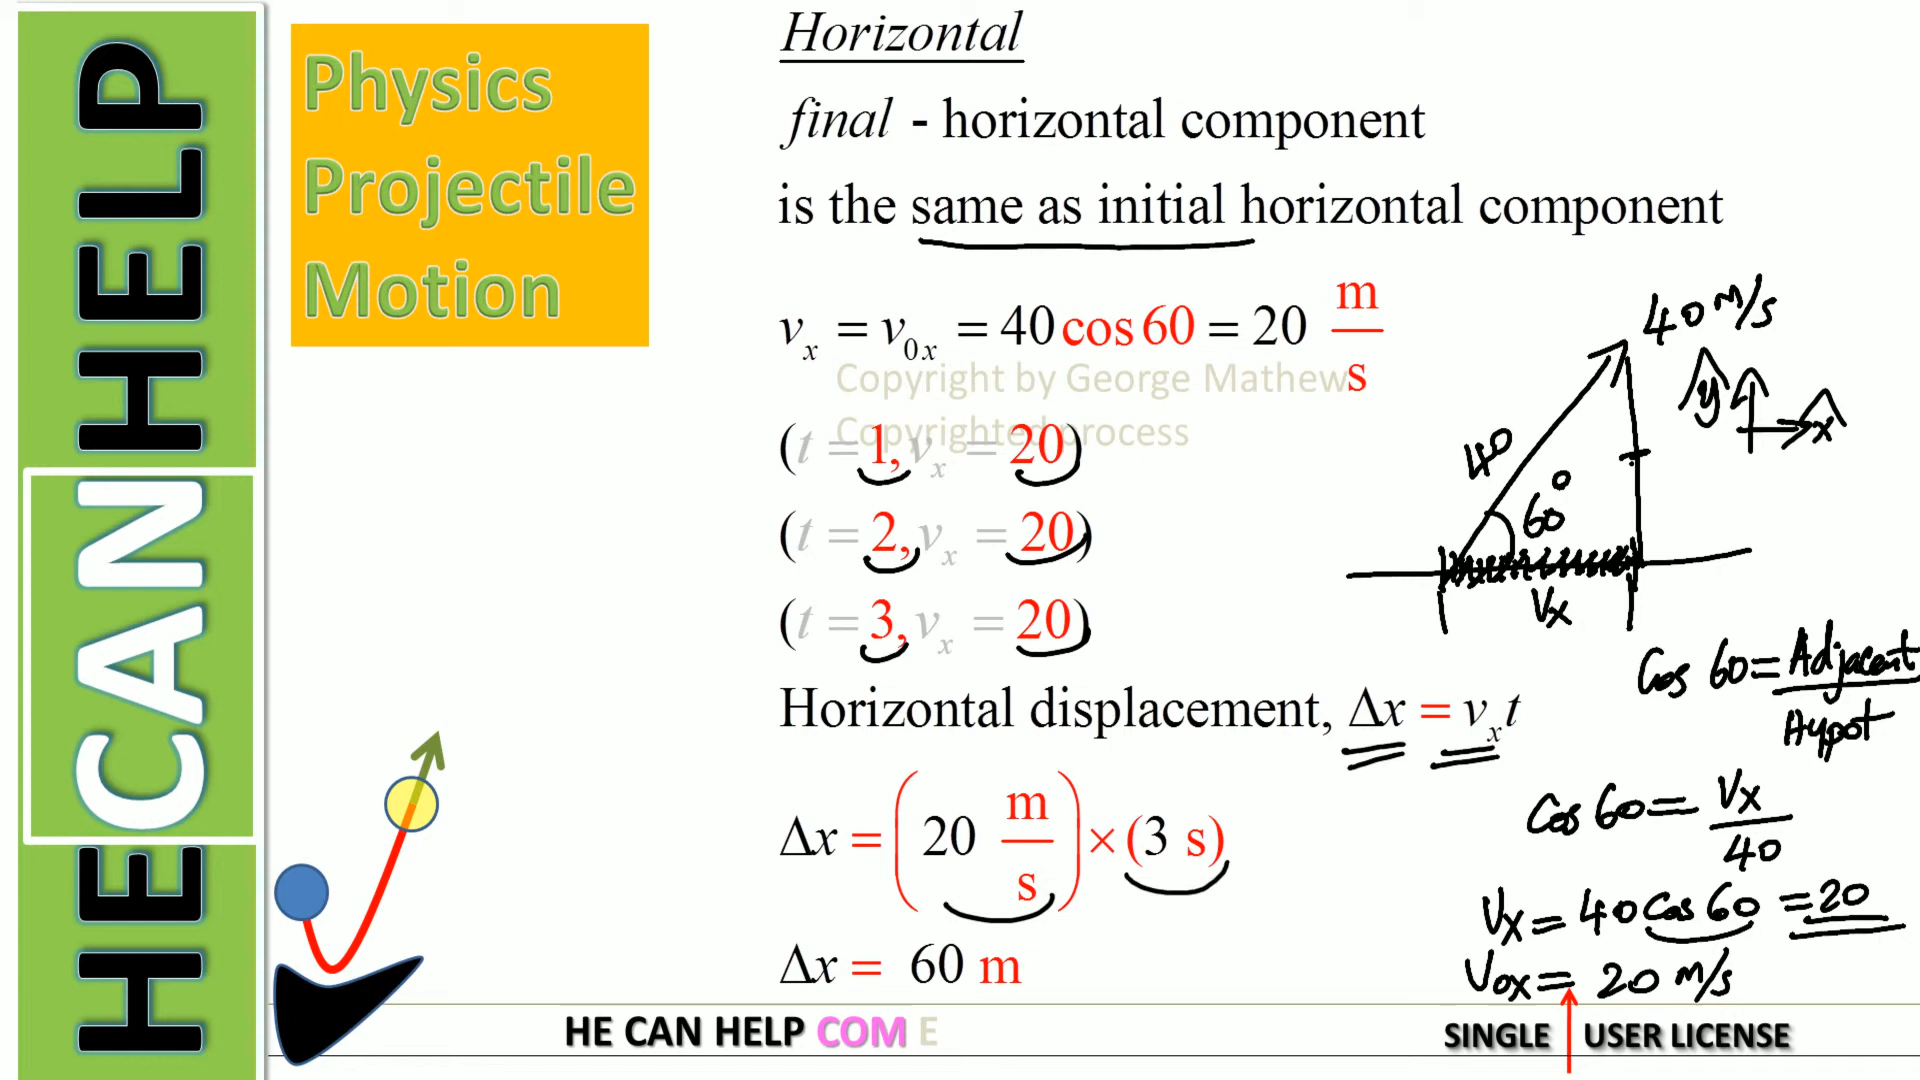 HE CAN HELP
Physics
Projectile
Motion
Horizontal
final - horizontal component
is the same as initial horizontal component
vₓ = v₀ₓ = 40 cos 60 = 20 m/s
Copyright by George Mathew
Copyrighted process
(t = 1, vₓ = 20)
(t = 2, vₓ = 20)
(t = 3, vₓ = 20)
Horizontal displacement, Δx = vₓt
Δx = (20 m/s) × (3 s)
Δx = 60 m
40 m/s
ŷ
x̂
40
60°
Vx
Cos 60 = Adjacent/Hypot
Cos 60 = Vx/40
Vx = 40 Cos 60 = 20
Vox = 20 m/s
HE CAN HELP COM E
SINGLE USER LICENSE